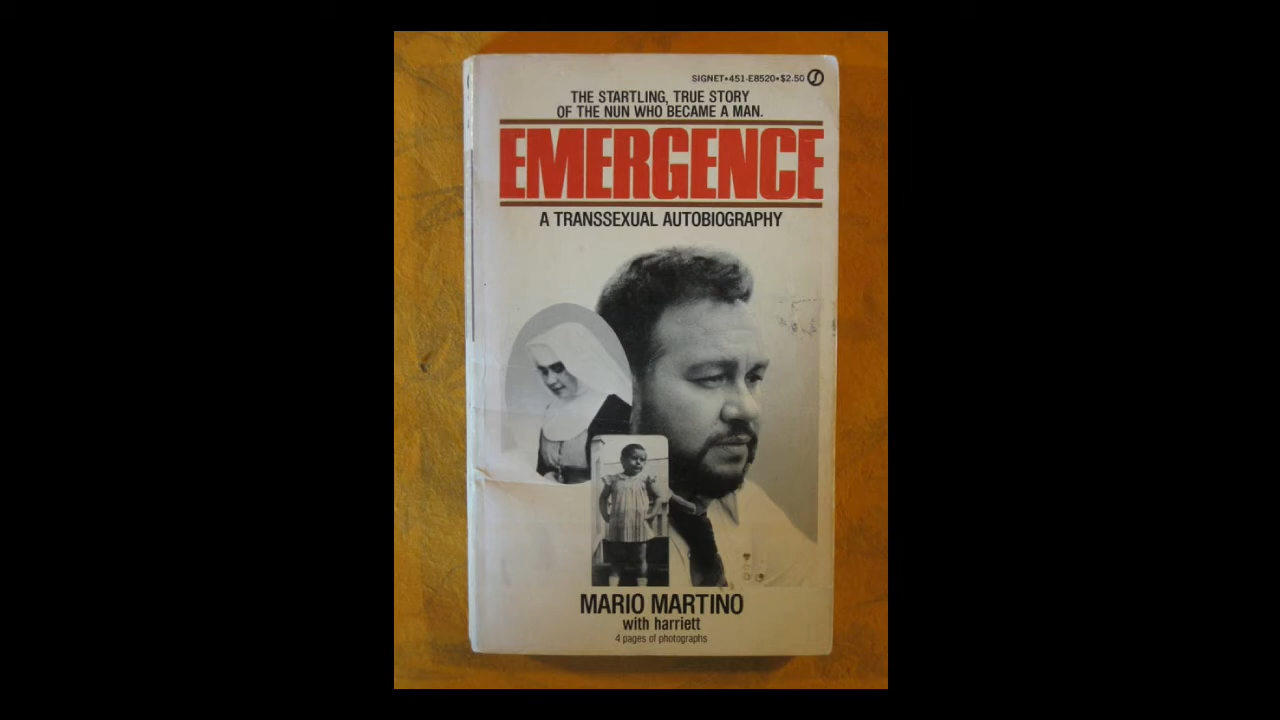 SIGNET•451-E8520•$2.50
THE STARTLING, TRUE STORY
OF THE NUN WHO BECAME A MAN.
EMERGENCE
A TRANSSEXUAL AUTOBIOGRAPHY
MARIO MARTINO
with harriett
4 pages of photographs